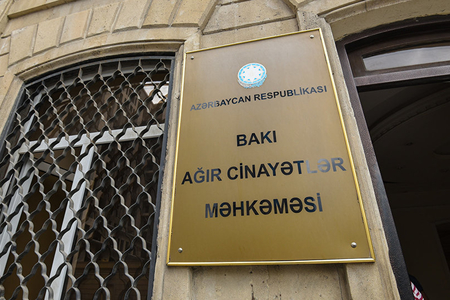 AZƏRBAYCAN RESPUBLİKASI
BAKI
AĞIR CİNAYƏTLƏR
MƏHKƏMƏSİ